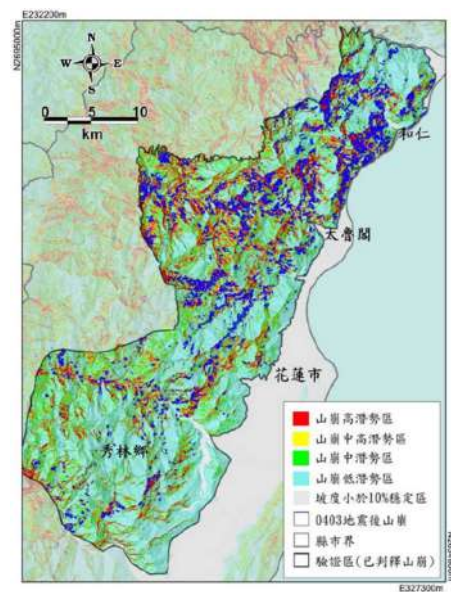 E232200m
N2695000m
N
W E
S
0 5 10
km
和仁
太魯閣
花蓮市
秀林鄉
山崩高潛勢區
山崩中高潛勢區
山崩中潛勢區
山崩低潛勢區
坡度小於10%穩定區
0403地震後山崩
縣市界
驗證區(已判釋山崩)
E327300m